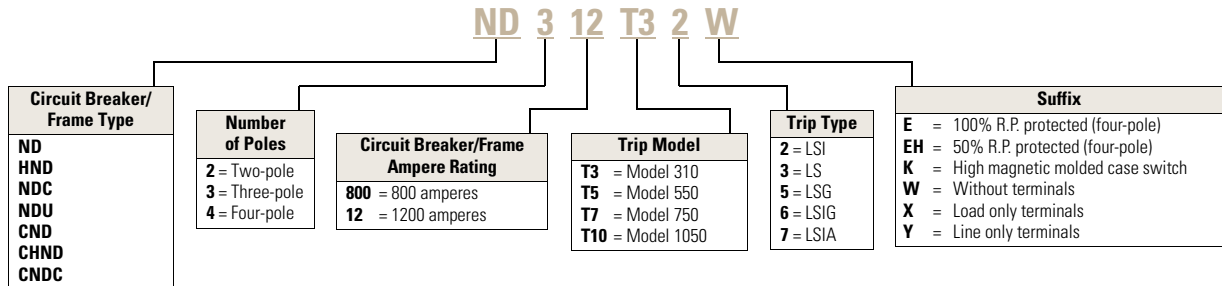 ND 3 12 T3 2 W
Circuit Breaker/
Frame Type
ND
HND
NDC
NDU
CND
CHND
CNDC
Number
of Poles
2 = Two-pole
3 = Three-pole
4 = Four-pole
Circuit Breaker/Frame
Ampere Rating
800 = 800 amperes
12 = 1200 amperes
Trip Model
T3 = Model 310
T5 = Model 550
T7 = Model 750
T10 = Model 1050
Trip Type
2 = LSI
3 = LS
5 = LSG
6 = LSIG
7 = LSIA
Suffix
E = 100% R.P. protected (four-pole)
EH = 50% R.P. protected (four-pole)
K = High magnetic molded case switch
W = Without terminals
X = Load only terminals
Y = Line only terminals